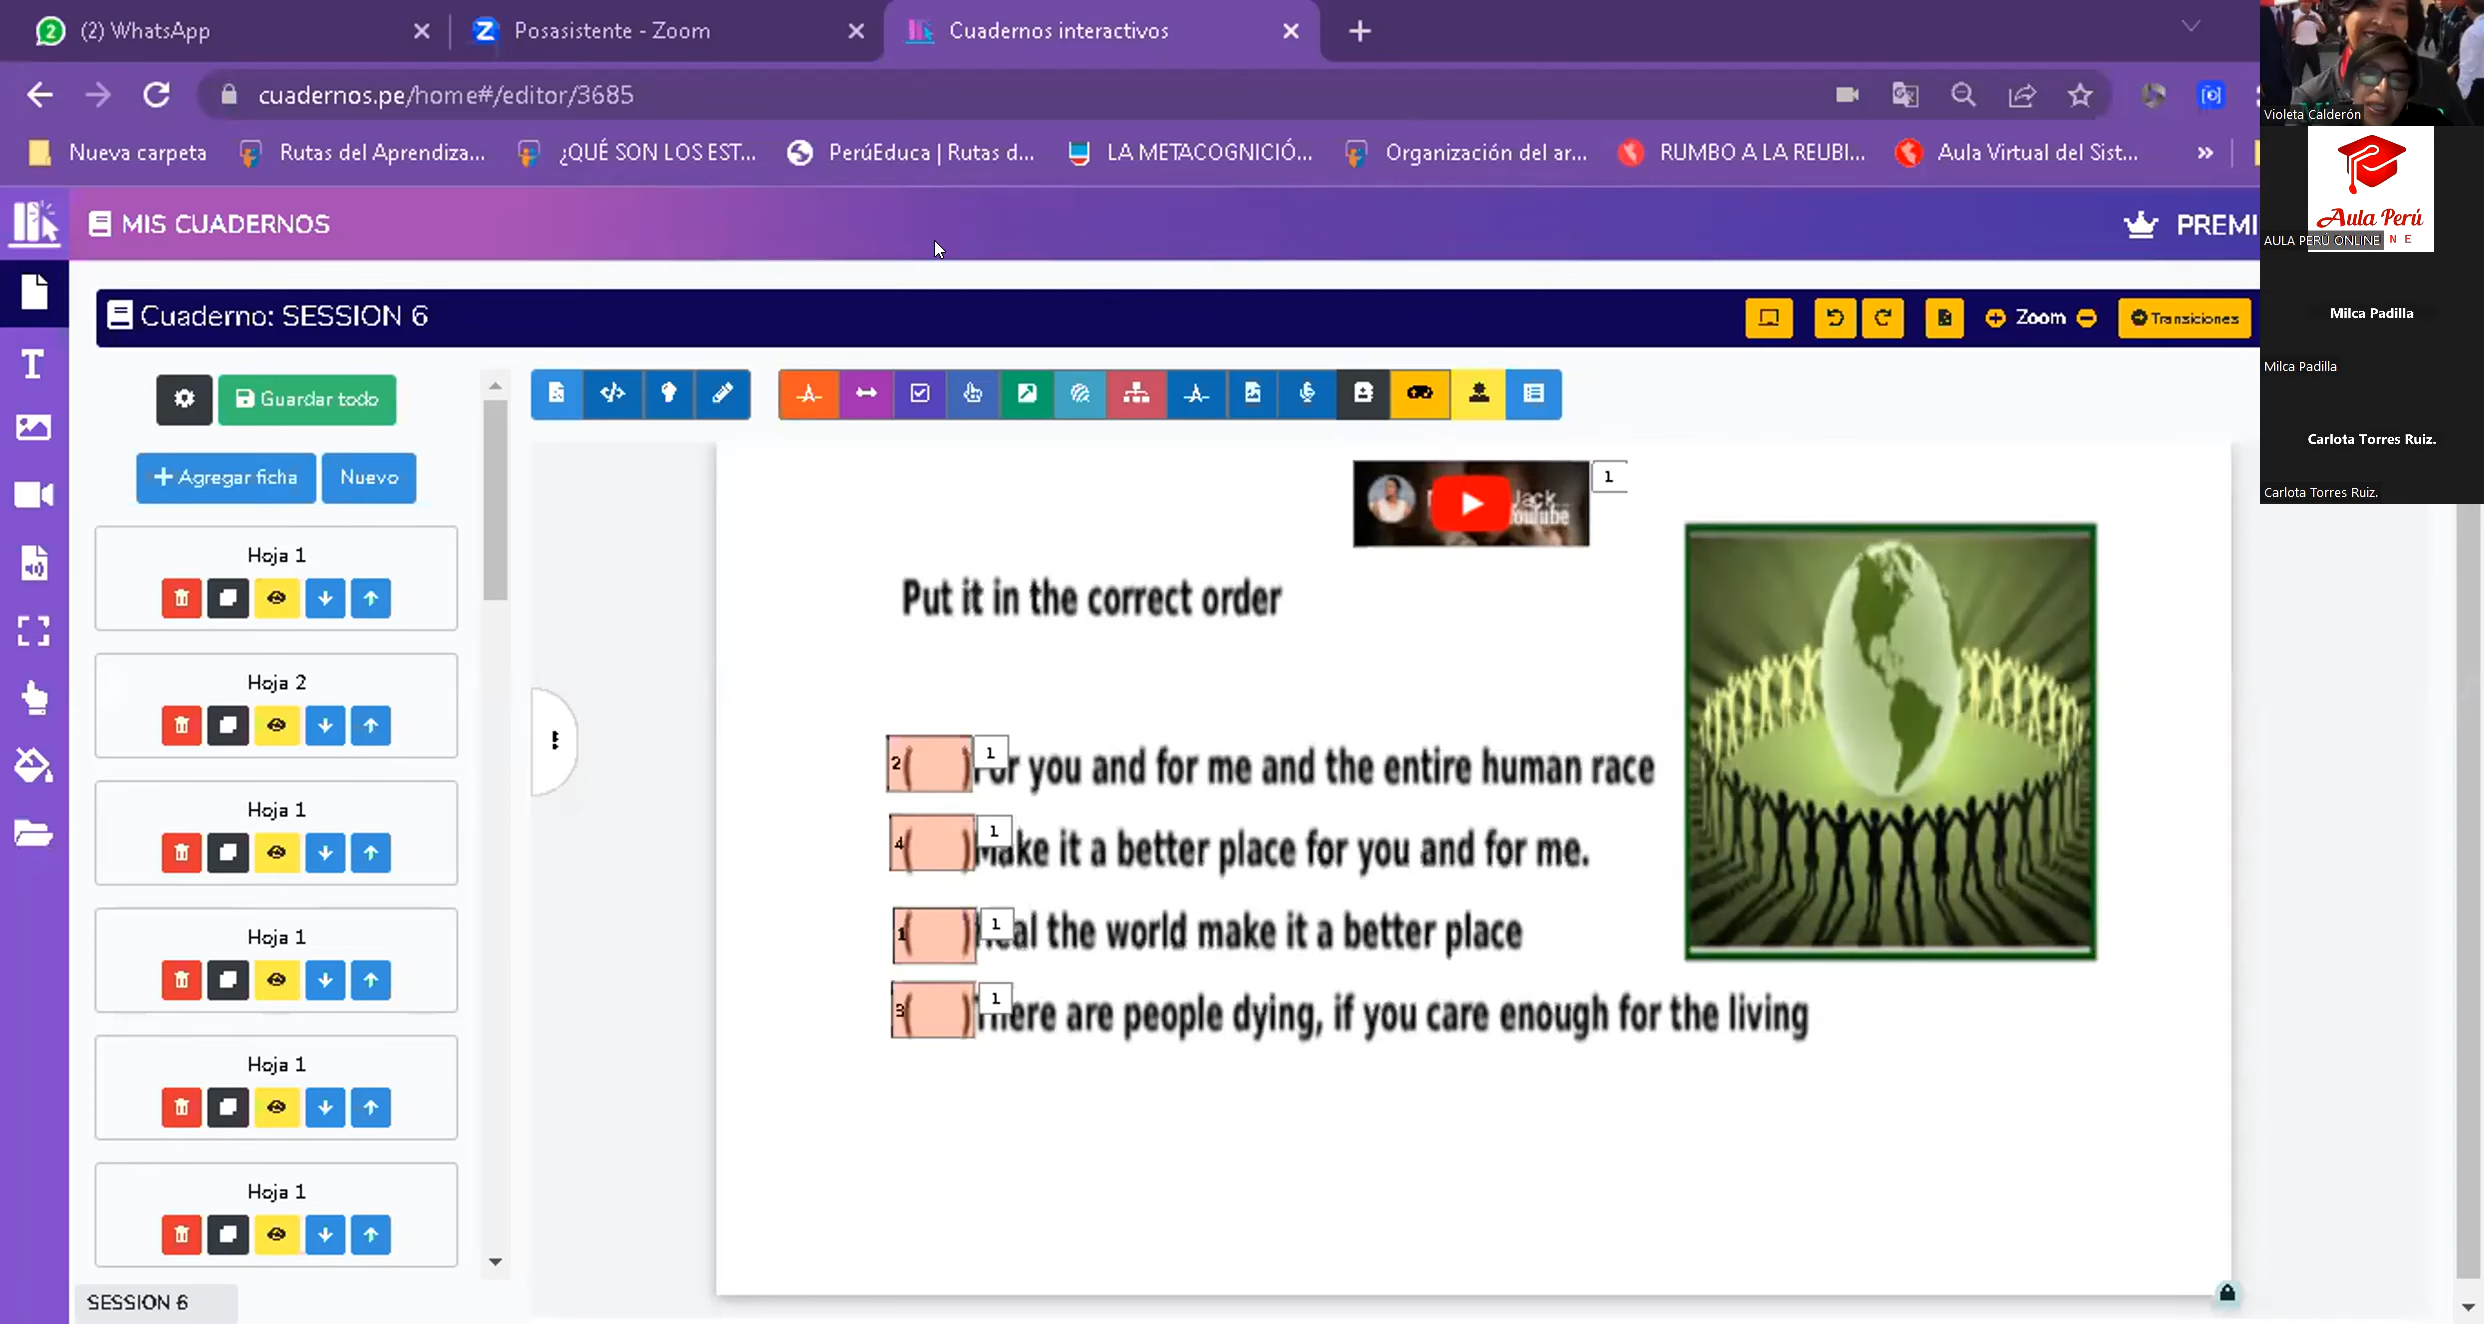 (2) WhatsApp
Posasistente - Zoom
Cuadernos interactivos
cuadernos.pe/home#/editor/3685
Nueva carpeta
Rutas del Aprendiza...
¿QUÉ SON LOS EST...
PerúEduca | Rutas d...
LA METACOGNICIÓ...
Organización del ar...
RUMBO A LA REUBI...
Aula Virtual del Sist...
MIS CUADERNOS
PREMI
Cuaderno: SESSION 6
Zoom
Transiciones
Guardar todo
Agregar ficha
Nuevo
Hoja 1
Hoja 2
Hoja 1
Hoja 1
Hoja 1
Hoja 1
SESSION 6
Jack
YouTube
1
Put it in the correct order
2 ( ) 1 For you and for me and the entire human race
4 ( ) 1 Make it a better place for you and for me.
1 ( ) 1 Heal the world make it a better place
3 ( ) 1 There are people dying, if you care enough for the living
Violeta Calderón
Aula Perú
N E
AULA PERÚ ONLINE
Milca Padilla
Milca Padilla
Carlota Torres Ruiz.
Carlota Torres Ruiz.